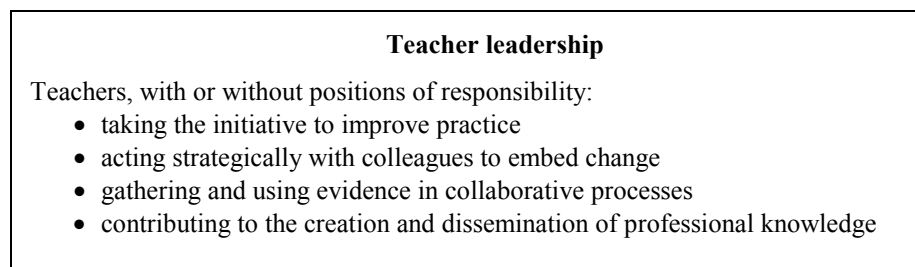 Teacher leadership
Teachers, with or without positions of responsibility:
• taking the initiative to improve practice
• acting strategically with colleagues to embed change
• gathering and using evidence in collaborative processes
• contributing to the creation and dissemination of professional knowledge